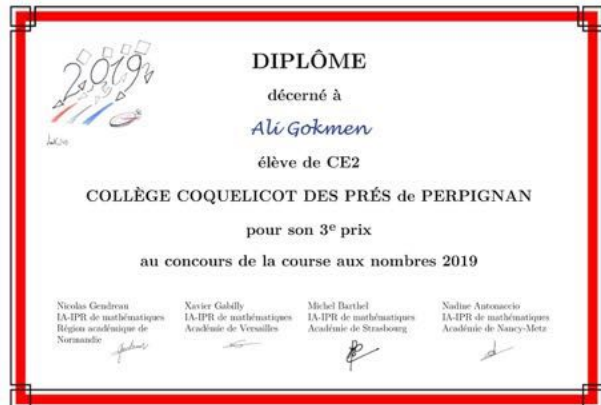 2019
DIPLÔME
décerné à
Ali Gokmen
élève de CE2
COLLÈGE COQUELICOT DES PRÉS de PERPIGNAN
pour son 3e prix
au concours de la course aux nombres 2019
Nicolas Gendreau
IA-IPR de mathématiques
Région académique de
Normandie
Xavier Gabilly
IA-IPR de mathématiques
Académie de Versailles
Michel Barthel
IA-IPR de mathématiques
Académie de Strasbourg
Nadine Antonaccio
IA-IPR de mathématiques
Académie de Nancy-Metz